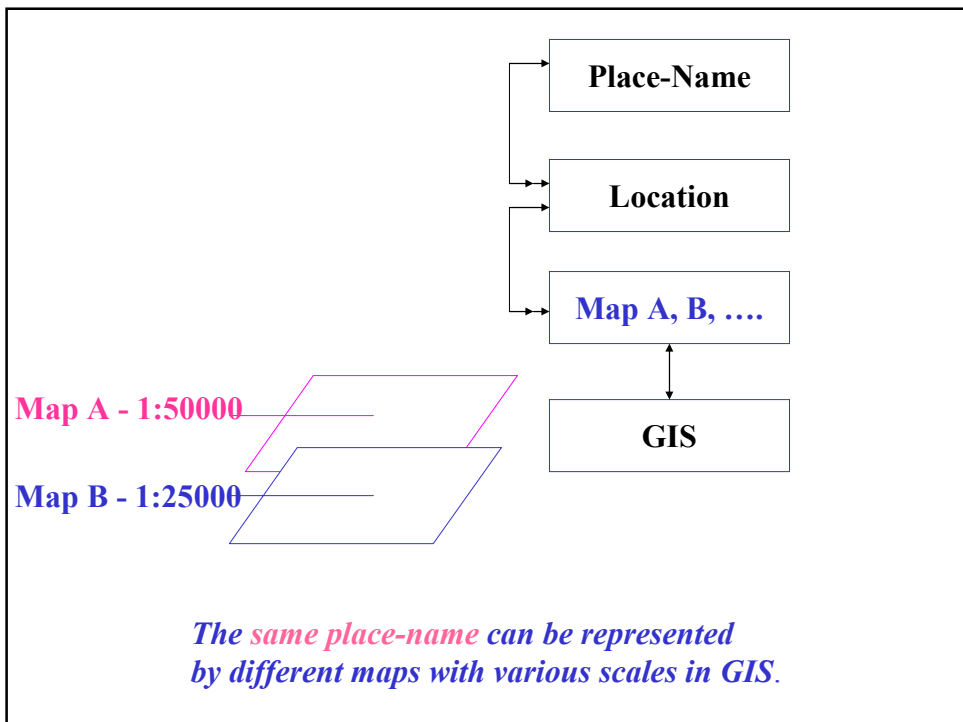 Place-Name
Location
Map A, B, ….
GIS
Map A - 1:50000
Map B - 1:25000
The same place-name can be represented
by different maps with various scales in GIS.